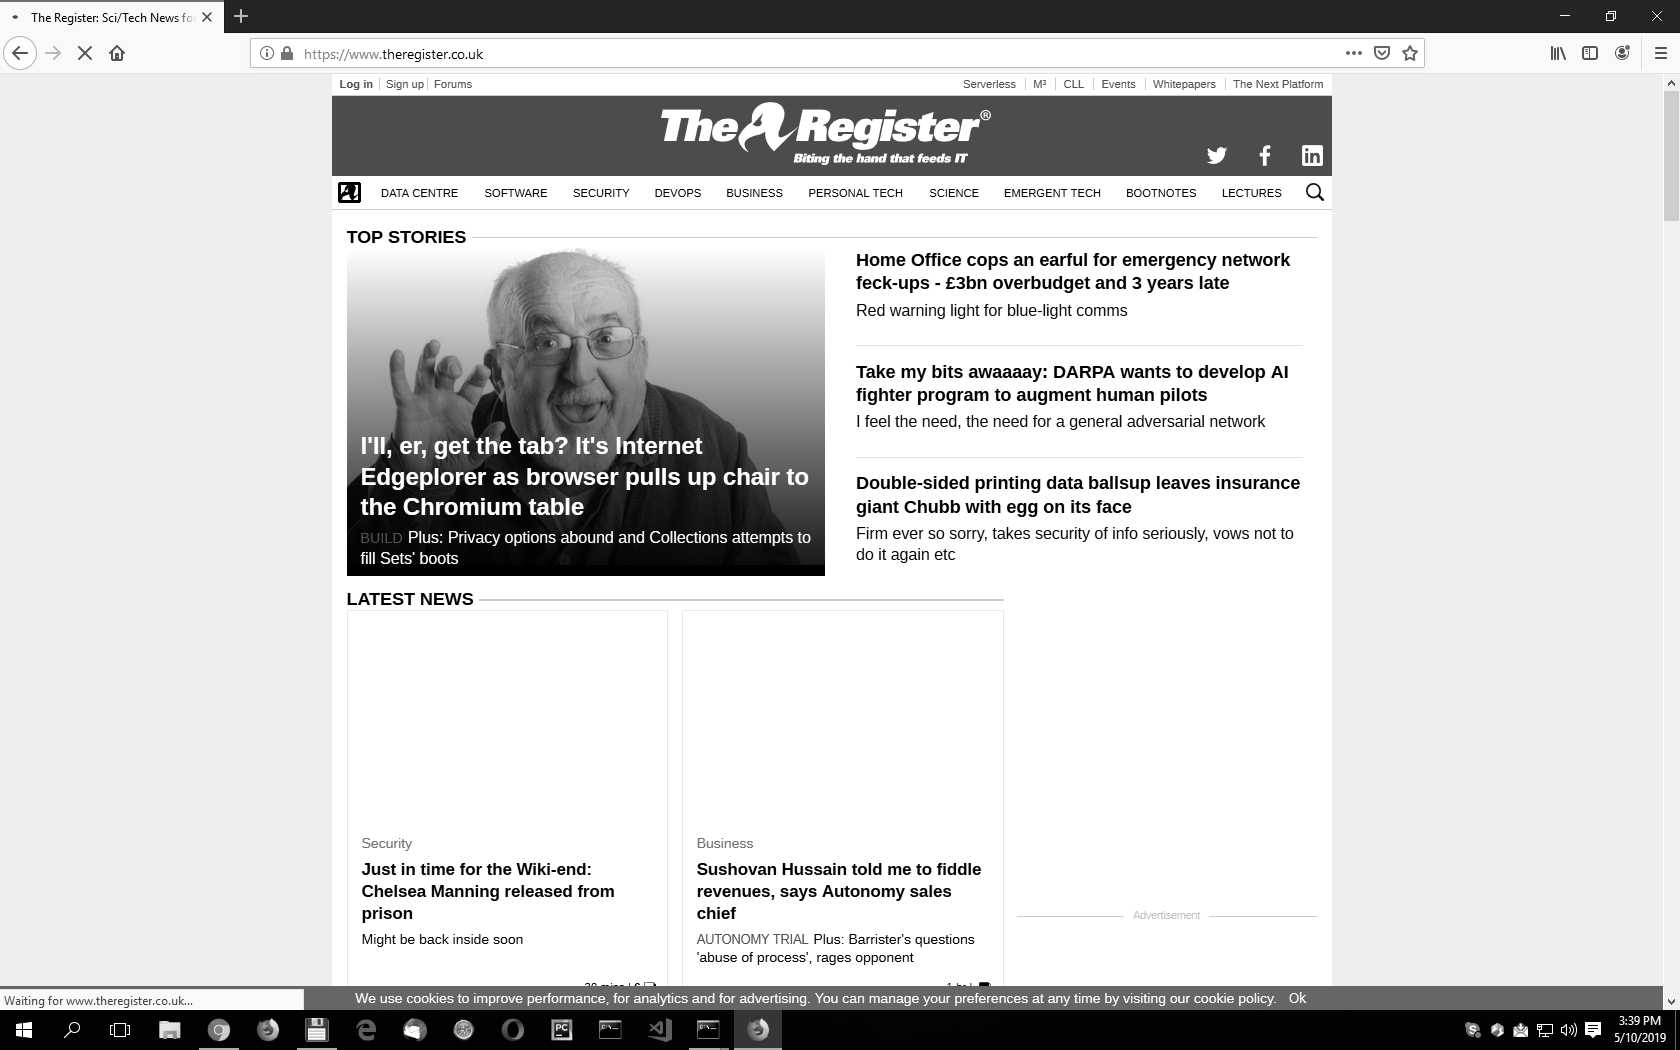 The Register: Sci/Tech News fo
https://www.theregister.co.uk
Log in Sign up Forums Serverless M³ CLL Events Whitepapers The Next Platform
The Register®
Biting the hand that feeds IT
DATA CENTRE SOFTWARE SECURITY DEVOPS BUSINESS PERSONAL TECH SCIENCE EMERGENT TECH BOOTNOTES LECTURES
TOP STORIES
I'll, er, get the tab? It's Internet
Edgeplorer as browser pulls up chair to
the Chromium table
BUILD Plus: Privacy options abound and Collections attempts to
fill Sets' boots
Home Office cops an earful for emergency network
feck-ups - £3bn overbudget and 3 years late
Red warning light for blue-light comms
Take my bits awaaaay: DARPA wants to develop AI
fighter program to augment human pilots
I feel the need, the need for a general adversarial network
Double-sided printing data ballsup leaves insurance
giant Chubb with egg on its face
Firm ever so sorry, takes security of info seriously, vows not to
do it again etc
LATEST NEWS
Security
Just in time for the Wiki-end:
Chelsea Manning released from
prison
Might be back inside soon
Business
Sushovan Hussain told me to fiddle
revenues, says Autonomy sales
chief
AUTONOMY TRIAL Plus: Barrister's questions
'abuse of process', rages opponent
Advertisement
Waiting for www.theregister.co.uk...
We use cookies to improve performance, for analytics and for advertising. You can manage your preferences at any time by visiting our cookie policy. Ok
PC
3:39 PM
5/10/2019